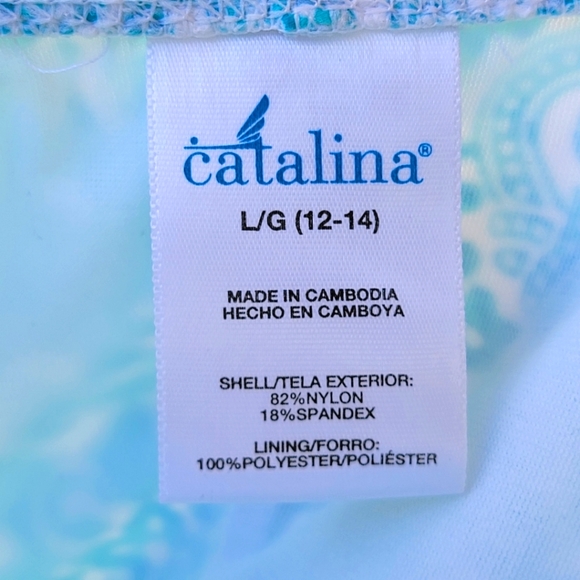 catalina®
L/G (12-14)
MADE IN CAMBODIA
HECHO EN CAMBOYA
SHELL/TELA EXTERIOR:
82%NYLON
18%SPANDEX
LINING/FORRO:
100%POLYESTER/POLIÉSTER